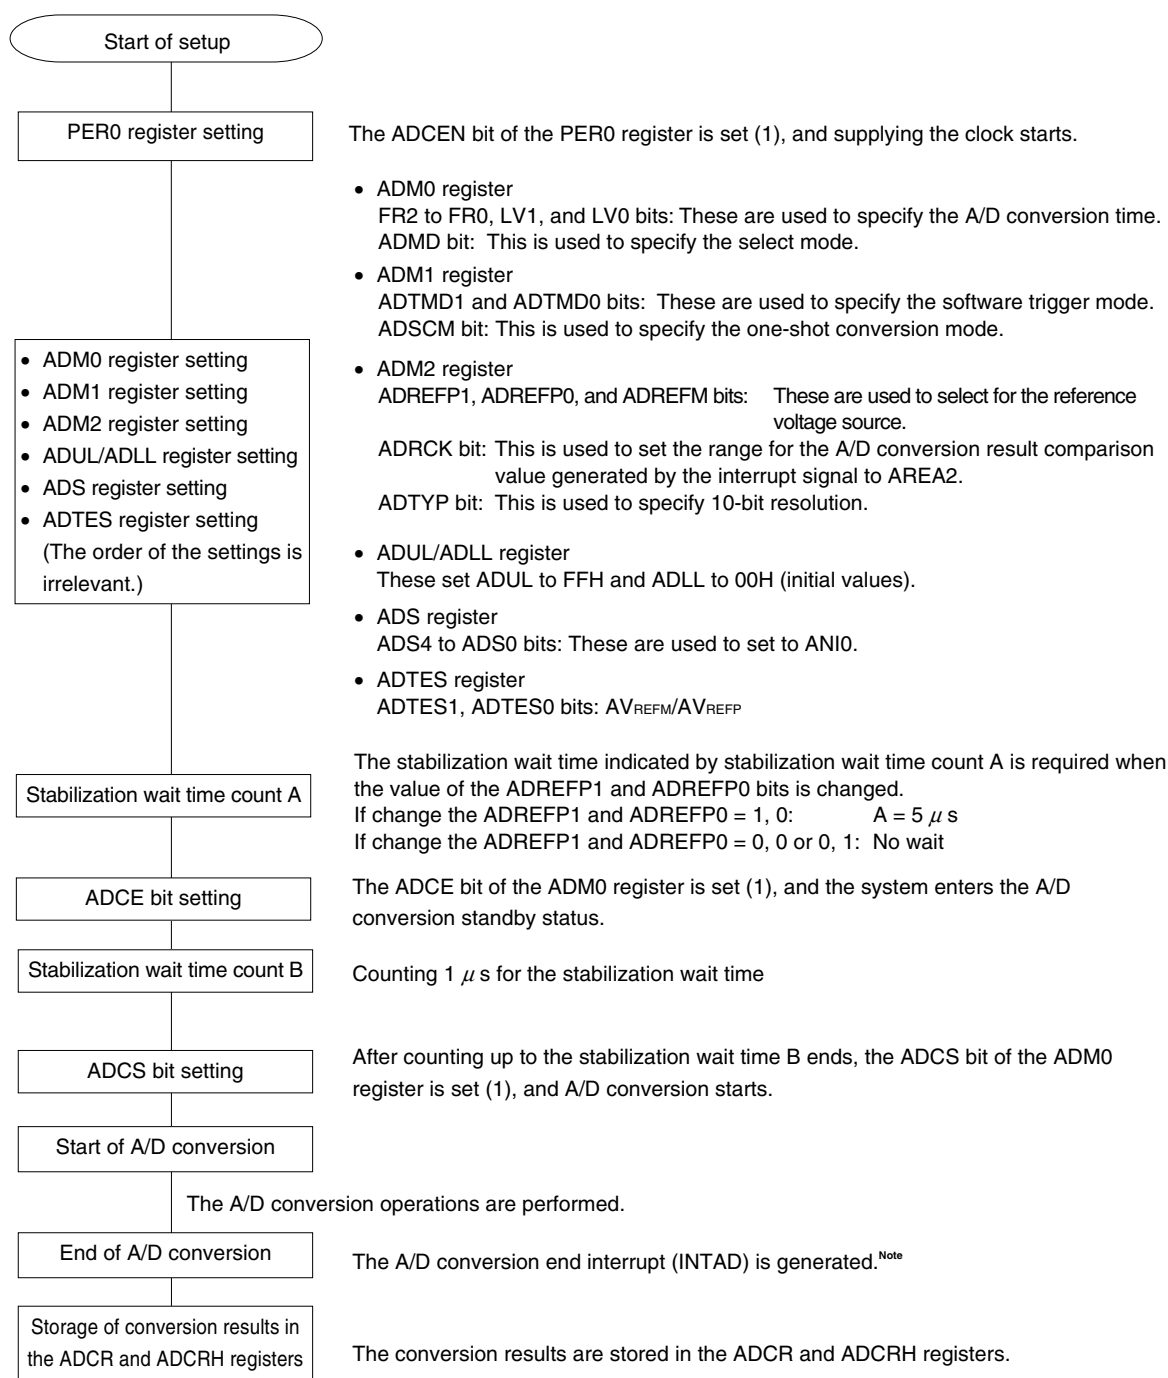 Start of setup
PER0 register setting
The ADCEN bit of the PER0 register is set (1), and supplying the clock starts.
• ADM0 register
FR2 to FR0, LV1, and LV0 bits: These are used to specify the A/D conversion time.
ADMD bit: This is used to specify the select mode.
• ADM1 register
ADTMD1 and ADTMD0 bits: These are used to specify the software trigger mode.
ADSCM bit: This is used to specify the one-shot conversion mode.
• ADM2 register
ADREFP1, ADREFP0, and ADREFM bits: These are used to select for the reference
voltage source.
ADRCK bit: This is used to set the range for the A/D conversion result comparison
value generated by the interrupt signal to AREA2.
ADTYP bit: This is used to specify 10-bit resolution.
• ADUL/ADLL register
These set ADUL to FFH and ADLL to 00H (initial values).
• ADS register
ADS4 to ADS0 bits: These are used to set to ANI0.
• ADTES register
ADTES1, ADTES0 bits: AVREFM/AVREFP
• ADM0 register setting
• ADM1 register setting
• ADM2 register setting
• ADUL/ADLL register setting
• ADS register setting
• ADTES register setting
(The order of the settings is
irrelevant.)
Stabilization wait time count A
The stabilization wait time indicated by stabilization wait time count A is required when
the value of the ADREFP1 and ADREFP0 bits is changed.
If change the ADREFP1 and ADREFP0 = 1, 0: A = 5 μ s
If change the ADREFP1 and ADREFP0 = 0, 0 or 0, 1: No wait
ADCE bit setting
The ADCE bit of the ADM0 register is set (1), and the system enters the A/D
conversion standby status.
Stabilization wait time count B
Counting 1 μ s for the stabilization wait time
ADCS bit setting
After counting up to the stabilization wait time B ends, the ADCS bit of the ADM0
register is set (1), and A/D conversion starts.
Start of A/D conversion
The A/D conversion operations are performed.
End of A/D conversion
The A/D conversion end interrupt (INTAD) is generated.Note
Storage of conversion results in
the ADCR and ADCRH registers
The conversion results are stored in the ADCR and ADCRH registers.